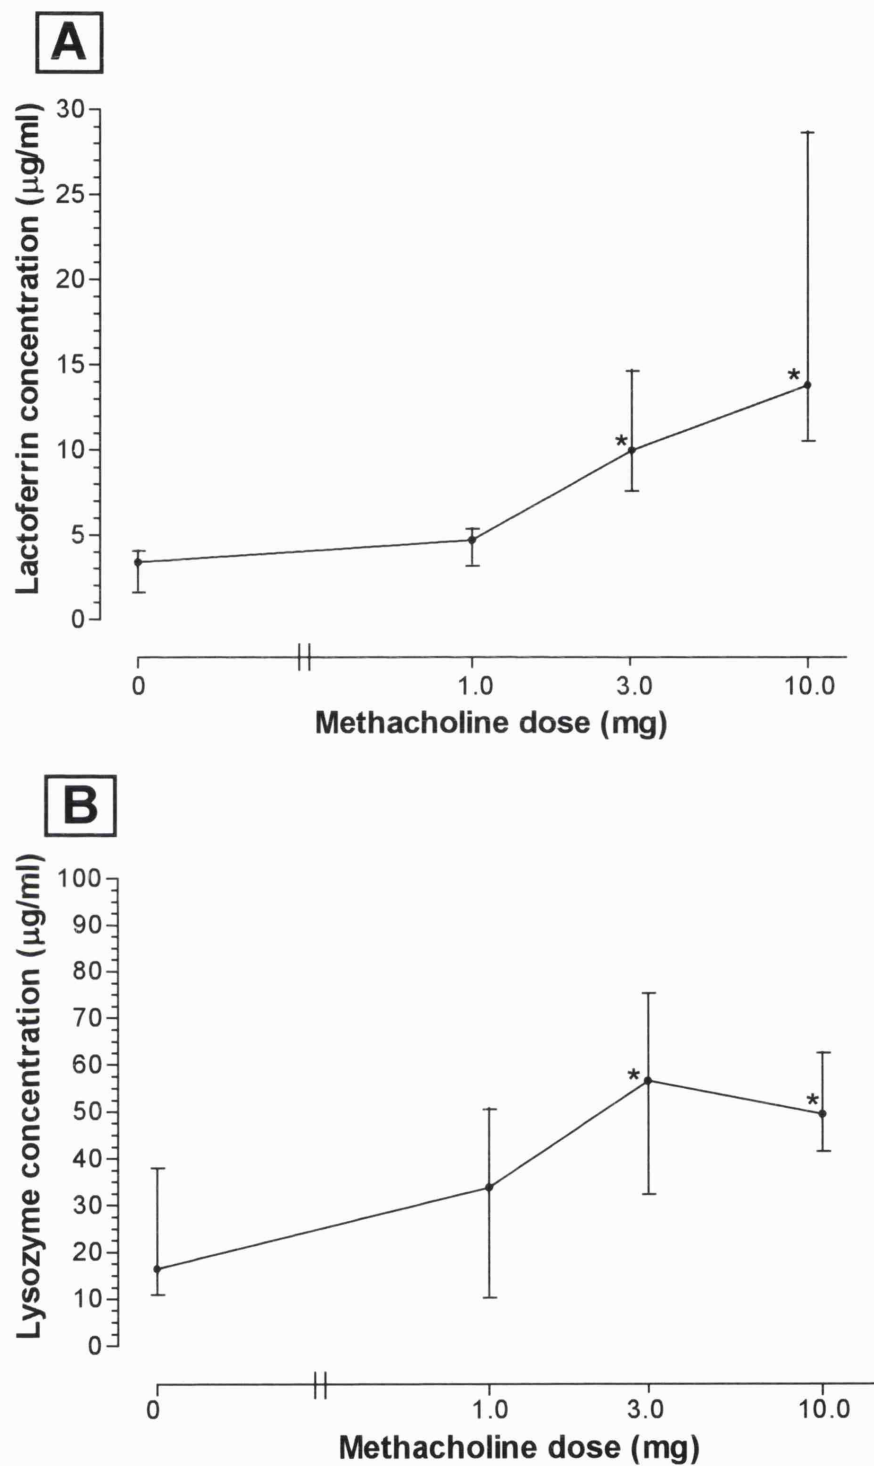 A
Lactoferrin concentration (μg/ml)
30
25
20
15
10
5
0
*
*
0 1.0 3.0 10.0
Methacholine dose (mg)
B
Lysozyme concentration (μg/ml)
100
90
80
70
60
50
40
30
20
10
0
*
*
0 1.0 3.0 10.0
Methacholine dose (mg)